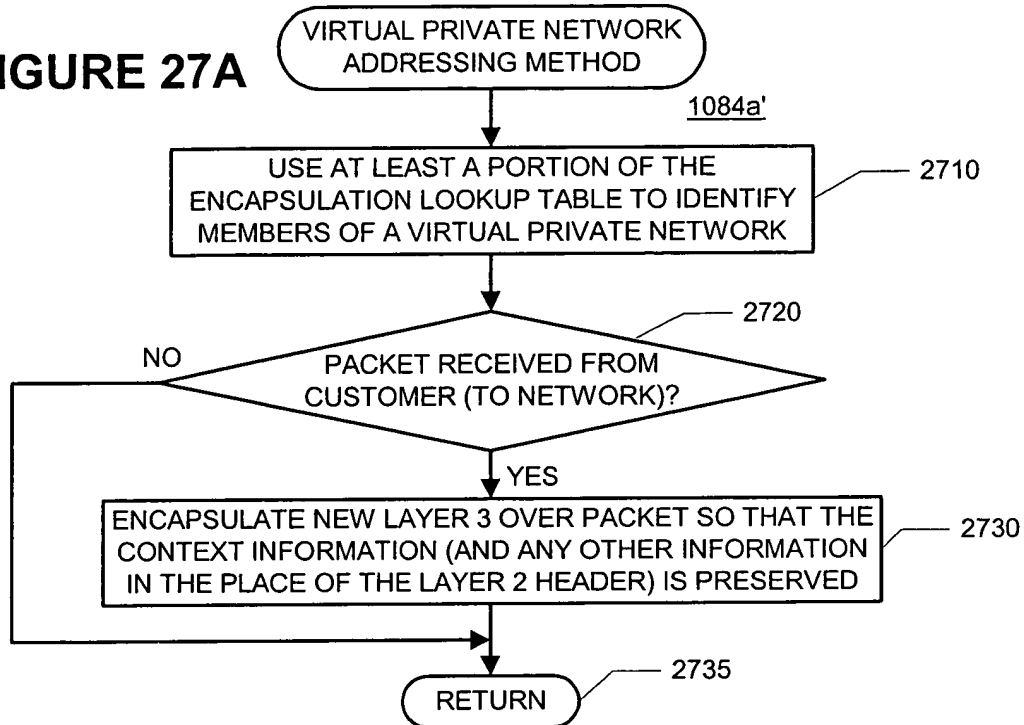 VIRTUAL PRIVATE NETWORK
ADDRESSING METHOD
IGURE 27A
1084a'
USE AT LEAST A PORTION OF THE
ENCAPSULATION LOOKUP TABLE TO IDENTIFY
MEMBERS OF A VIRTUAL PRIVATE NETWORK
2710
2720
NO
PACKET RECEIVED FROM
CUSTOMER (TO NETWORK)?
YES
ENCAPSULATE NEW LAYER 3 OVER PACKET SO THAT THE
CONTEXT INFORMATION (AND ANY OTHER INFORMATION
IN THE PLACE OF THE LAYER 2 HEADER) IS PRESERVED
2730
RETURN
2735